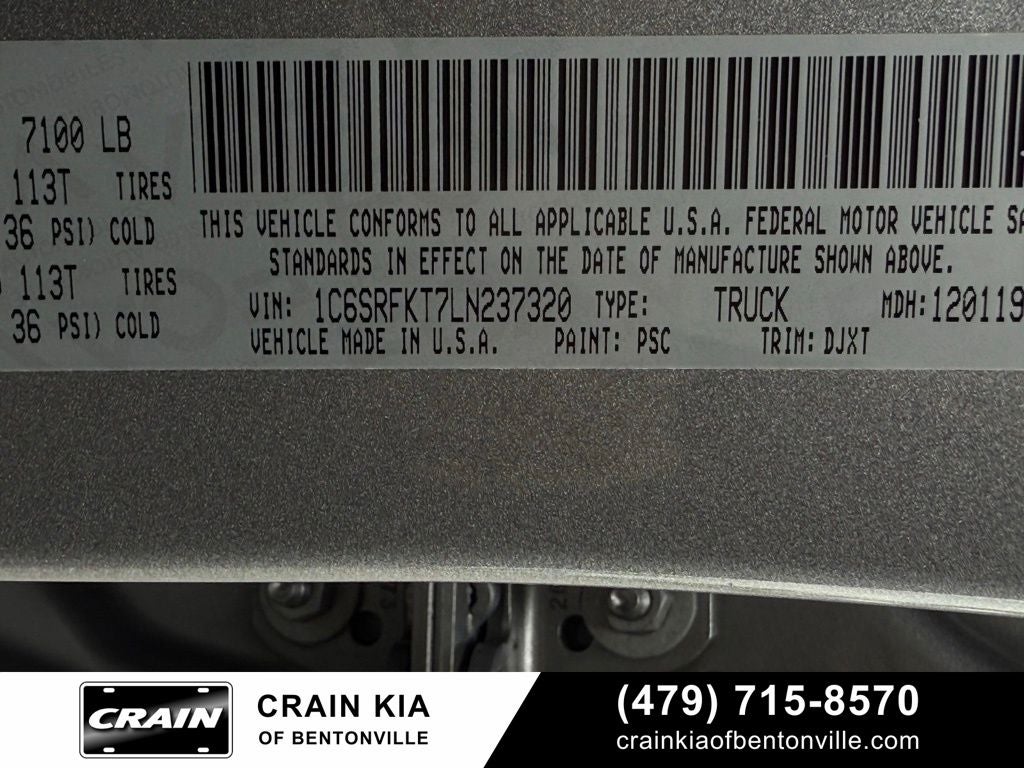 7100 LB
113T TIRES
36 PSI) COLD
113T TIRES
36 PSI) COLD
THIS VEHICLE CONFORMS TO ALL APPLICABLE U.S.A. FEDERAL MOTOR VEHICLE SA
STANDARDS IN EFFECT ON THE DATE OF MANUFACTURE SHOWN ABOVE.
VIN: 1C6SRFKT7LN237320 TYPE: TRUCK MDH: 120119
VEHICLE MADE IN U.S.A. PAINT: PSC TRIM: DJXT
CRAIN
CRAIN KIA
OF BENTONVILLE
(479) 715-8570
crainkiaofbentonville.com